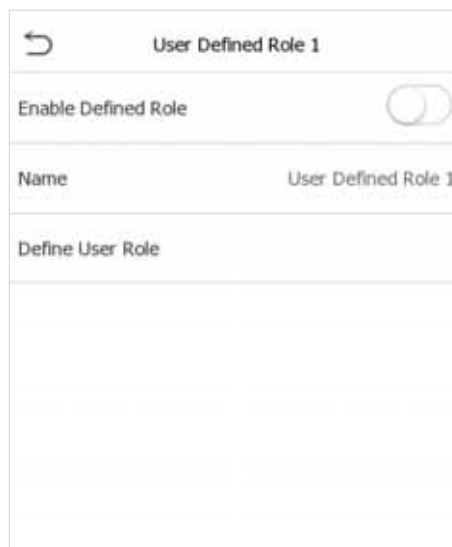 User Defined Role 1
Enable Defined Role
Name User Defined Role 1
Define User Role